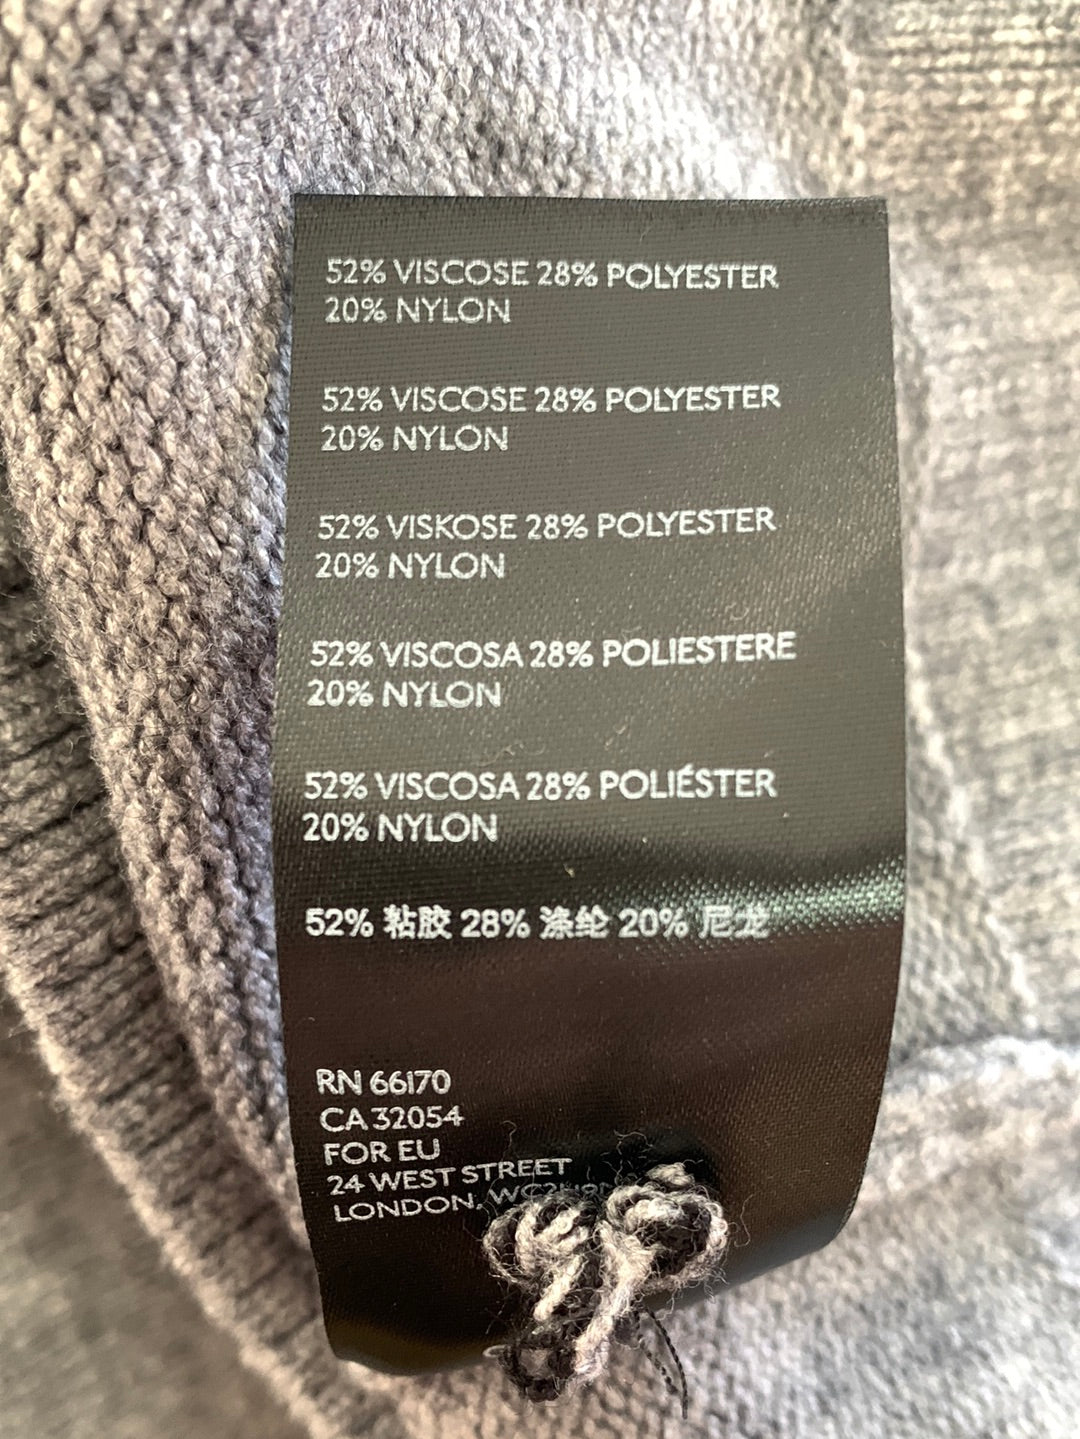 52% VISCOSE 28% POLYESTER
20% NYLON
52% VISCOSE 28% POLYESTER
20% NYLON
52% VISKOSE 28% POLYESTER
20% NYLON
52% VISCOSA 28% POLIESTERE
20% NYLON
52% VISCOSA 28% POLIÉSTER
20% NYLON
52% 粘胶 28% 涤纶 20% 尼龙
RN 66170
CA 32054
FOR EU
24 WEST STREET
LONDON,